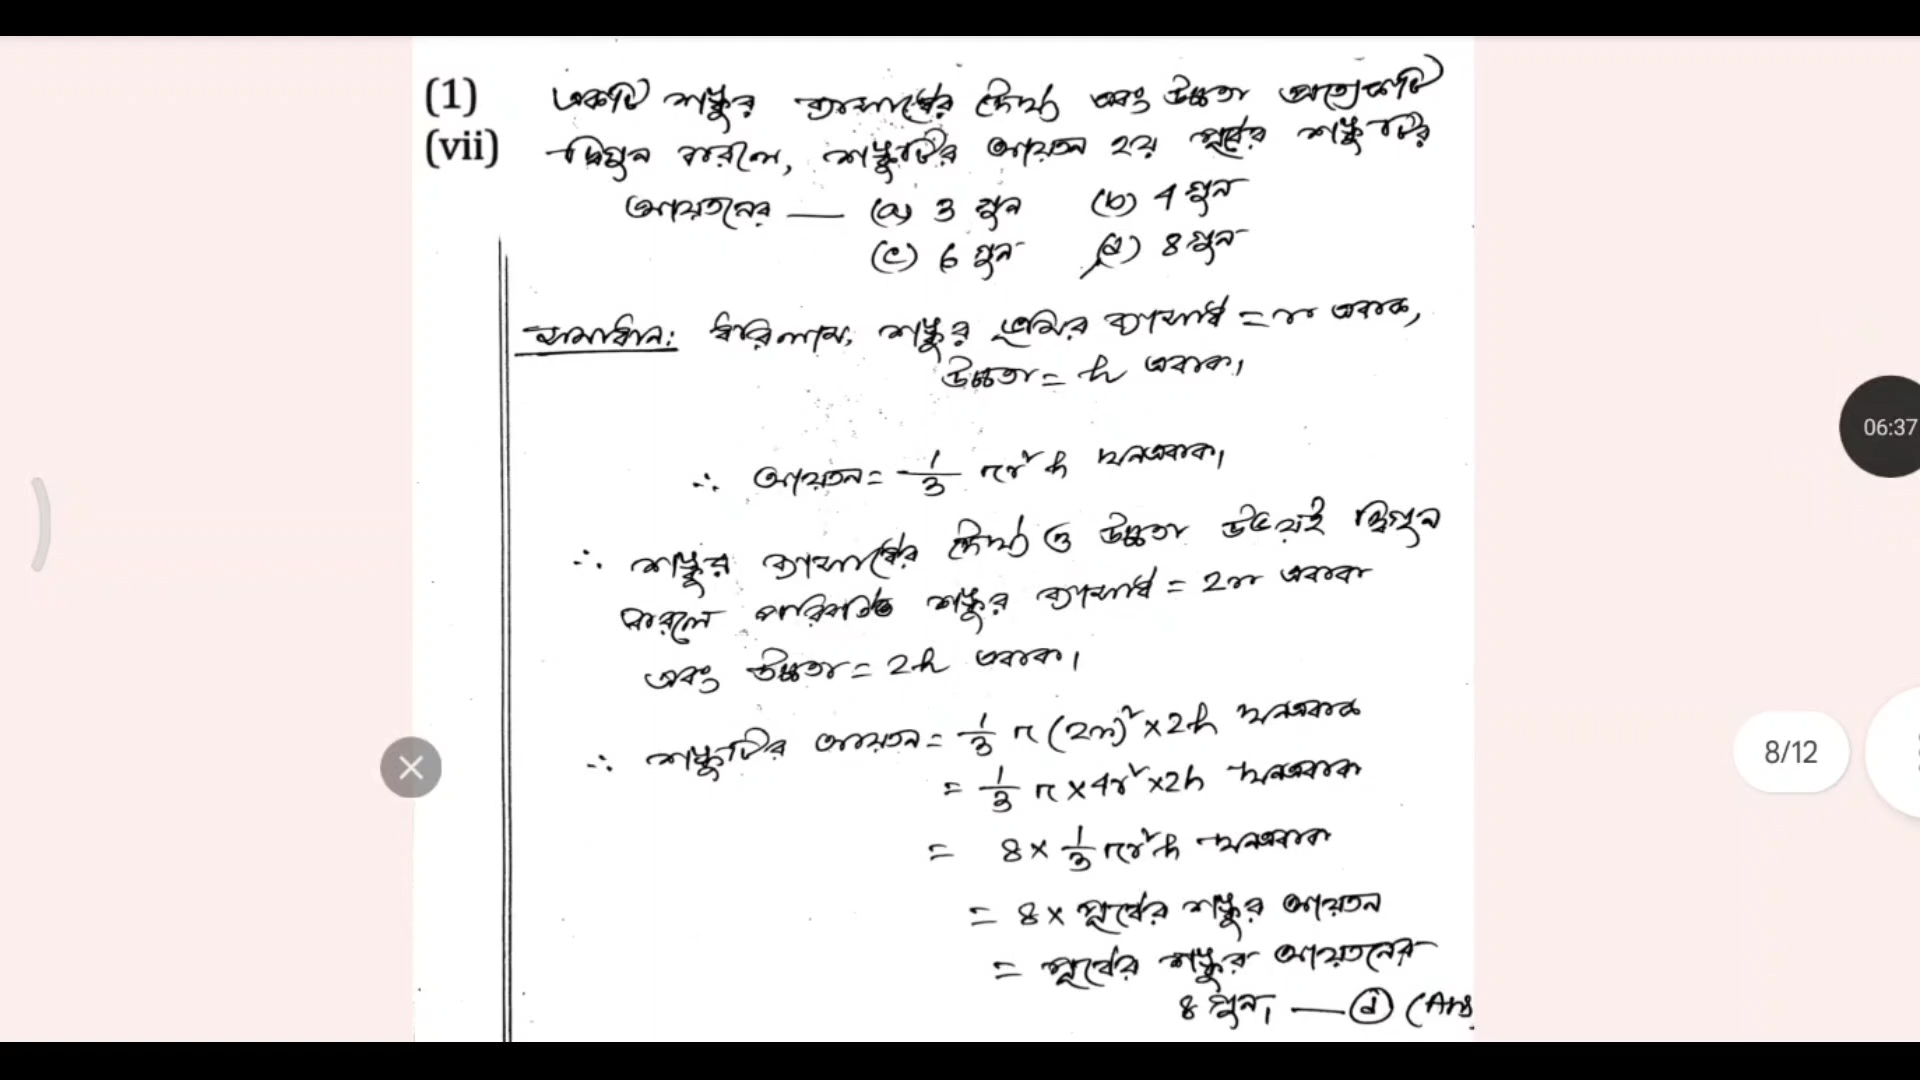 (1) একটি শঙ্কুর ব্যাসার্ধের দৈর্ঘ্য এবং উচ্চতা প্রত্যেকটি
(vii) দ্বিগুন করলে, শঙ্কুটির আয়তন হয় পূর্বের শঙ্কুটির
আয়তনের — (a) 3 গুন (b) 4 গুন
(c) 6 গুন (d) 8 গুন
সমাধান: ধরিলাম, শঙ্কুর ভূমির ব্যাসার্ধ = r একক,
উচ্চতা = h একক।
∴ আয়তন = 1/3 πr²h ঘনএকক।
∴ শঙ্কুর ব্যাসার্ধের দৈর্ঘ্য ও উচ্চতা উভয়ই দ্বিগুন
করলে পরিবর্তিত শঙ্কুর ব্যাসার্ধ = 2r একক
এবং উচ্চতা = 2h একক।
∴ শঙ্কুটির আয়তন = 1/3 π (2r)² × 2h ঘনএকক
= 1/3 π × 4r² × 2h ঘনএকক
= 8 × 1/3 πr²h ঘনএকক
= 8 × পূর্বের শঙ্কুর আয়তন
= পূর্বের শঙ্কুর আয়তনের
8 গুন। — (d) (Ans
06:37
8/12